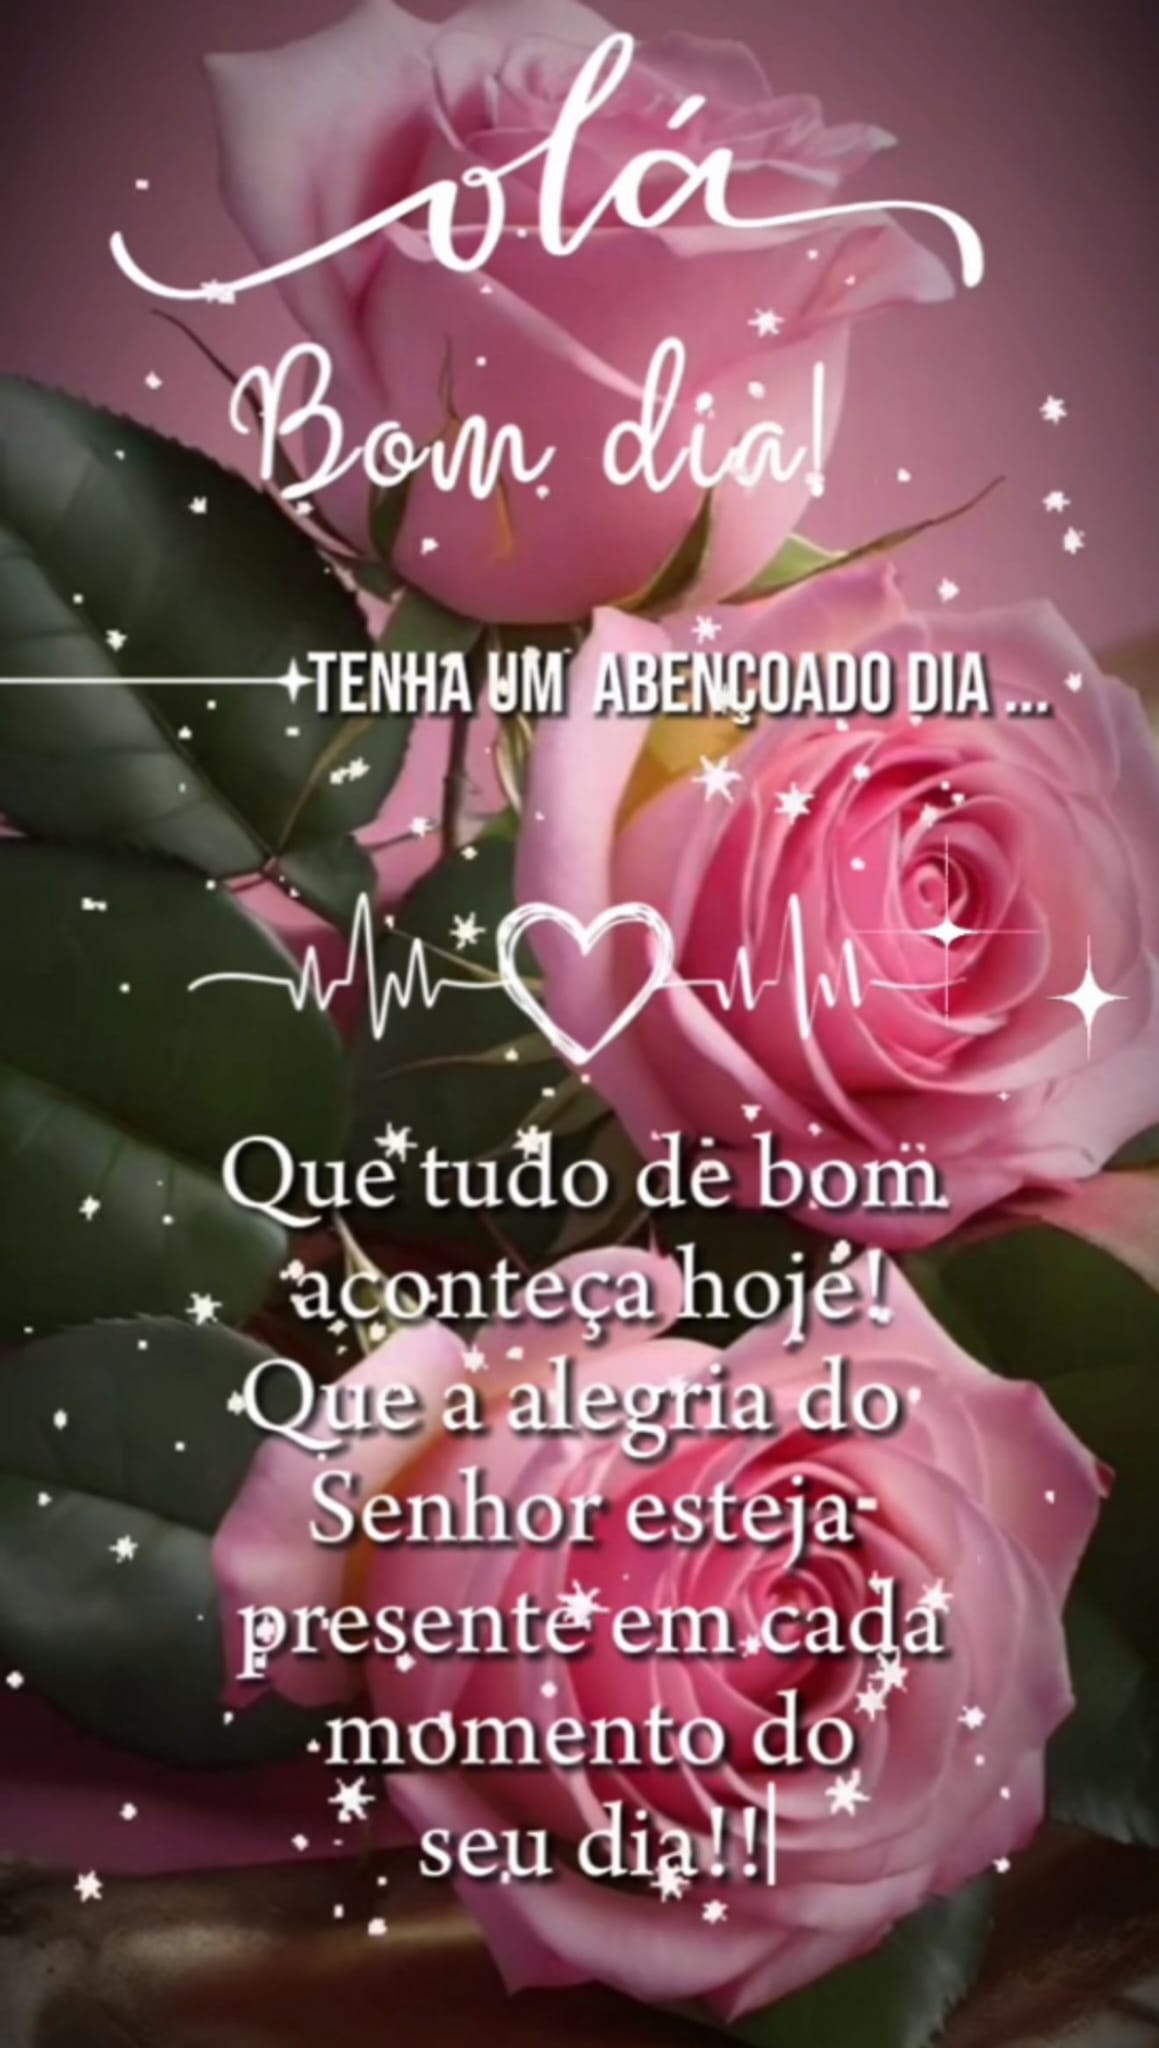 olá
Bom dia!
TENHA UM ABENÇOADO DIA ...
Que tudo de bom
aconteça hoje!
Que a alegria do
Senhor esteja
presente em cada
momento do
seu dia!!